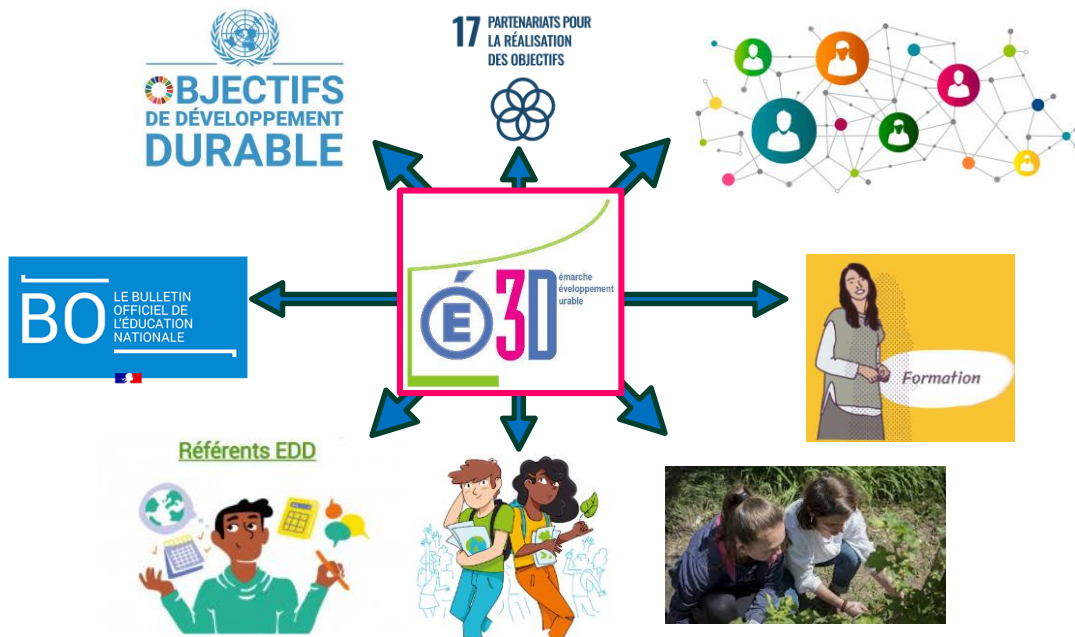 OBJECTIFS
DE DÉVELOPPEMENT
DURABLE
17 PARTENARIATS POUR
LA RÉALISATION
DES OBJECTIFS
BO
LE BULLETIN
OFFICIEL DE
L'ÉDUCATION
NATIONALE
É3D
émarche
éveloppement
urable
Formation
Référents EDD